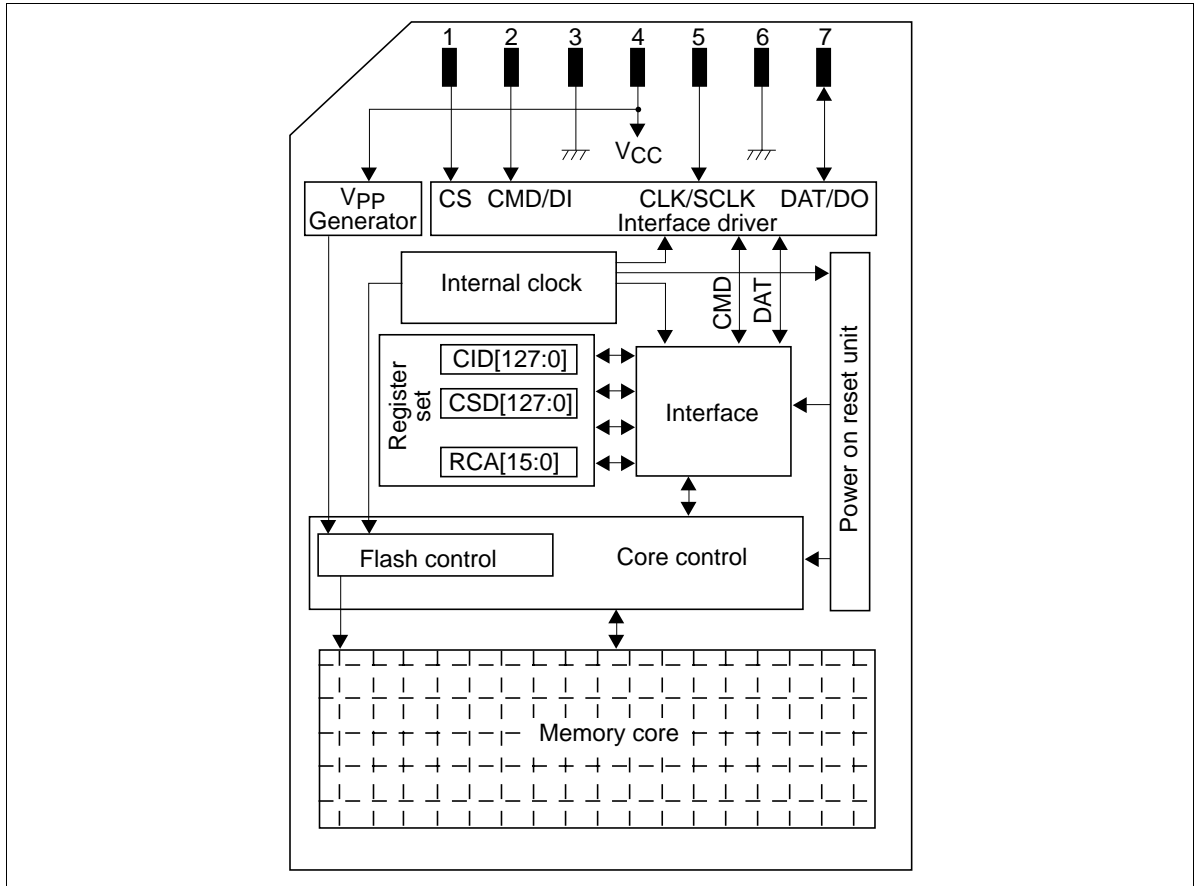 1 2 3 4 5 6 7
VCC
VPP
Generator
CS CMD/DI CLK/SCLK DAT/DO
Interface driver
Internal clock
CMD
DAT
Power on reset unit
Register
set
CID[127:0]
CSD[127:0]
RCA[15:0]
Interface
Flash control
Core control
Memory core